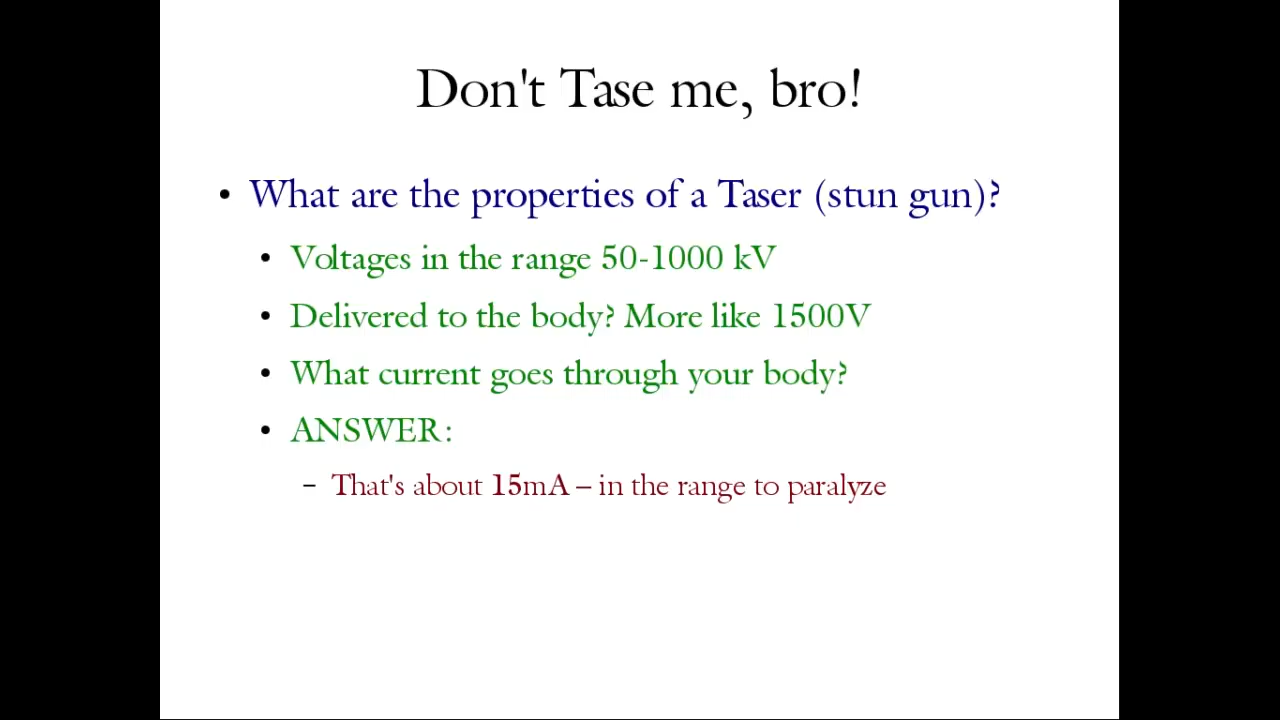 Don't Tase me, bro!
• What are the properties of a Taser (stun gun)?
• Voltages in the range 50-1000 kV
• Delivered to the body? More like 1500V
• What current goes through your body?
• ANSWER:
– That's about 15mA – in the range to paralyze